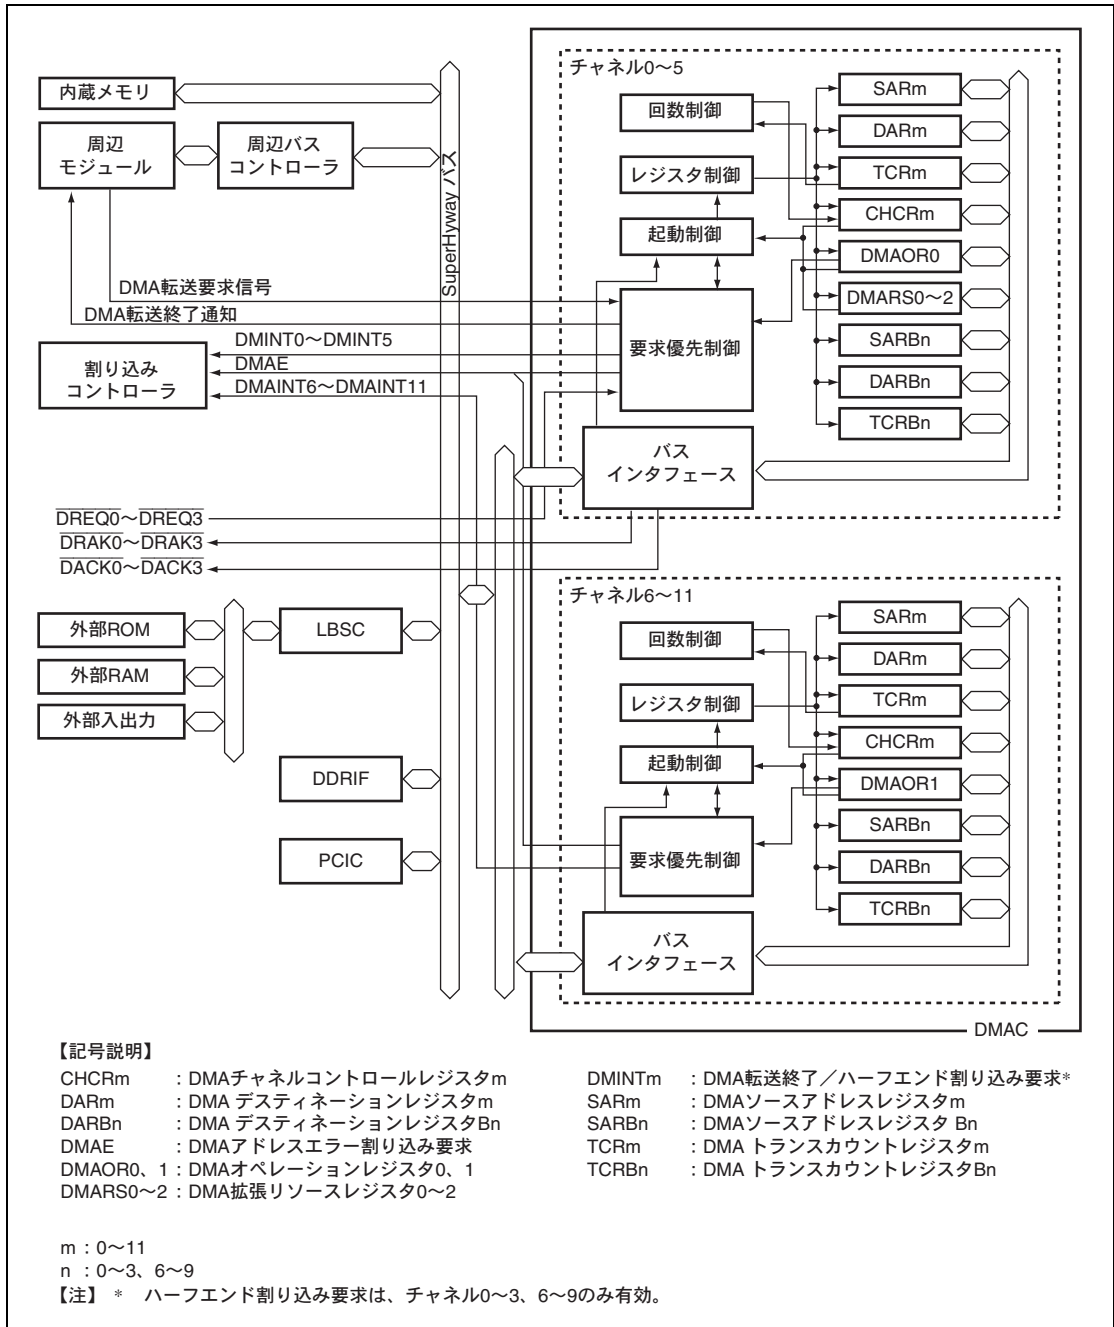 チャネル0～5
内蔵メモリ
周辺
モジュール
周辺バス
コントローラ
SuperHyway バス
回数制御
レジスタ制御
起動制御
要求優先制御
バス
インタフェース
SARm
DARm
TCRm
CHCRm
DMAOR0
DMARS0～2
SARBn
DARBn
TCRBn
DMA転送要求信号
DMA転送終了通知
割り込み
コントローラ
DMINT0～DMINT5
DMAE
DMAINT6～DMAINT11
DREQ0～DREQ3
DRAK0～DRAK3
DACK0～DACK3
外部ROM
外部RAM
外部入出力
LBSC
DDRIF
PCIC
チャネル6～11
回数制御
レジスタ制御
起動制御
要求優先制御
バス
インタフェース
SARm
DARm
TCRm
CHCRm
DMAOR1
SARBn
DARBn
TCRBn
DMAC
【記号説明】
CHCRm : DMAチャネルコントロールレジスタm
DARm : DMA デスティネーションレジスタm
DARBn : DMA デスティネーションレジスタBn
DMAE : DMAアドレスエラー割り込み要求
DMAOR0、1 : DMAオペレーションレジスタ0、1
DMARS0～2 : DMA拡張リソースレジスタ0～2
DMINTm : DMA転送終了／ハーフエンド割り込み要求*
SARm : DMAソースアドレスレジスタm
SARBn : DMAソースアドレスレジスタ Bn
TCRm : DMA トランスカウントレジスタm
TCRBn : DMA トランスカウントレジスタBn
m : 0～11
n : 0～3、6～9
【注】 * ハーフエンド割り込み要求は、チャネル0～3、6～9のみ有効。